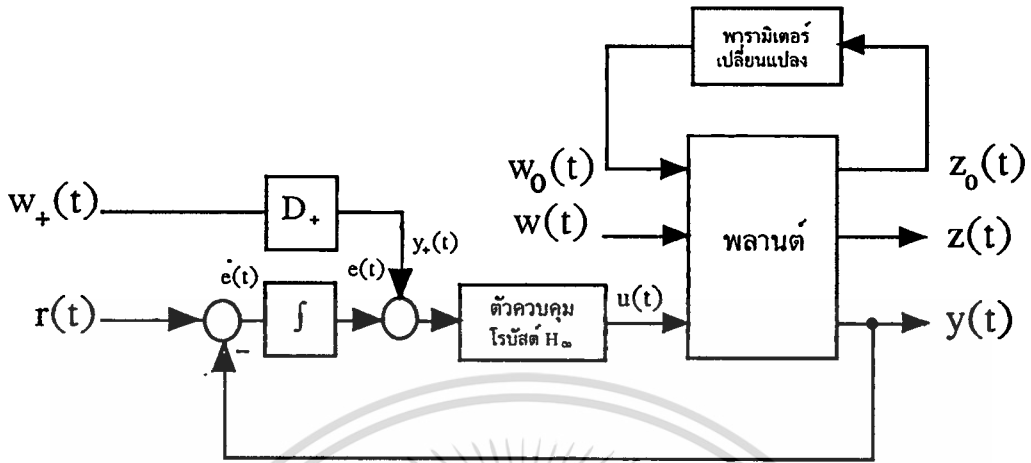 พารามิเตอร์
เปลี่ยนแปลง
w₀(t)
z₀(t)
w₊(t)
D₊
w(t)
พลานต์
z(t)
y₊(t)
ė(t)
e(t)
r(t)
∫
ตัวควบคุม
โรบัสต์ H∞
u(t)
y(t)
−